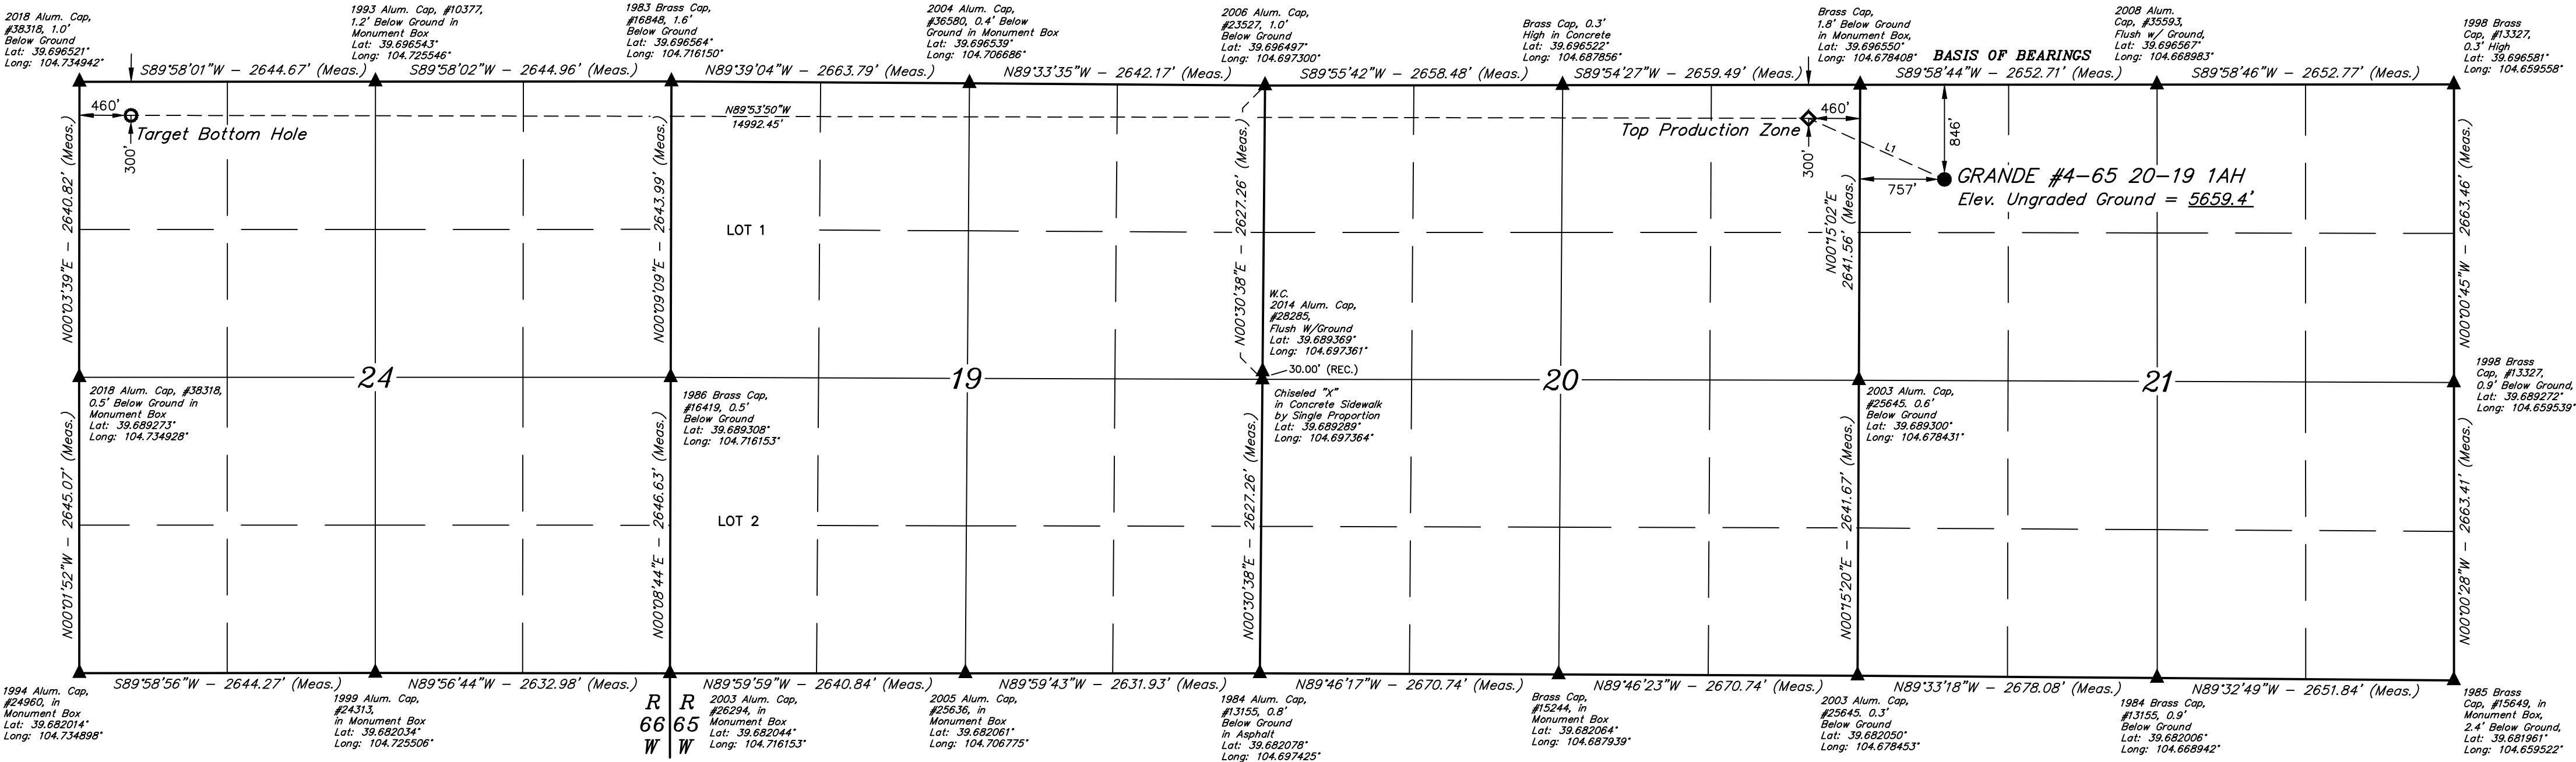 2018 Alum. Cap,
#38318, 1.0'
Below Ground
Lat: 39.696521°
Long: 104.734942°
1993 Alum. Cap, #10377,
1.2' Below Ground in
Monument Box
Lat: 39.696543°
Long: 104.725546°
1983 Brass Cap,
#16848, 1.6'
Below Ground
Lat: 39.696564°
Long: 104.716150°
2004 Alum. Cap,
#36580, 0.4' Below
Ground in Monument Box
Lat: 39.696539°
Long: 104.706686°
2006 Alum. Cap,
#23527, 1.0'
Below Ground
Lat: 39.696497°
Long: 104.697300°
Brass Cap, 0.3'
High in Concrete
Lat: 39.696522°
Long: 104.687856°
Brass Cap,
1.8' Below Ground
in Monument Box,
Lat: 39.696550°
Long: 104.678408°
BASIS OF BEARINGS
2008 Alum.
Cap, #35593,
Flush w/ Ground,
Lat: 39.696567°
Long: 104.668983°
1998 Brass
Cap, #13327,
0.3' High
Lat: 39.696581°
Long: 104.659558°
S89°58'01"W - 2644.67' (Meas.)
S89°58'02"W - 2644.96' (Meas.)
N89°39'04"W - 2663.79' (Meas.)
N89°33'35"W - 2642.17' (Meas.)
S89°55'42"W - 2658.48' (Meas.)
S89°54'27"W - 2659.49' (Meas.)
S89°58'44"W - 2652.71' (Meas.)
S89°58'46"W - 2652.77' (Meas.)
460'
Target Bottom Hole
300'
N89°53'50"W
14992.45'
Top Production Zone
460'
300'
L1
846'
757'
GRANDE #4-65 20-19 1AH
Elev. Ungraded Ground = 5659.4'
N00°03'39"E - 2640.82' (Meas.)
N00°09'09"E - 2643.99' (Meas.)
N00°30'38"E - 2627.26' (Meas.)
N00°15'02"E
2641.56' (Meas.)
N00°00'45"W - 2663.46' (Meas.)
LOT 1
W.C.
2014 Alum. Cap,
#28285,
Flush W/Ground
Lat: 39.689369°
Long: 104.697361°
30.00' (REC.)
24
19
20
21
2018 Alum. Cap, #38318,
0.5' Below Ground in
Monument Box
Lat: 39.689273°
Long: 104.734928°
1986 Brass Cap,
#16419, 0.5'
Below Ground
Lat: 39.689308°
Long: 104.716153°
Chiseled "X"
in Concrete Sidewalk
by Single Proportion
Lat: 39.689289°
Long: 104.697364°
2003 Alum. Cap,
#25645. 0.6'
Below Ground
Lat: 39.689300°
Long: 104.678431°
1998 Brass
Cap, #13327,
0.9' Below Ground,
Lat: 39.689272°
Long: 104.659539°
N00°01'52"W - 2645.07' (Meas.)
N00°08'44"E - 2646.63' (Meas.)
N00°30'38"E - 2627.26' (Meas.)
N00°15'20"E - 2641.67' (Meas.)
N00°00'28"W - 2663.41' (Meas.)
LOT 2
S89°58'56"W - 2644.27' (Meas.)
N89°56'44"W - 2632.98' (Meas.)
N89°59'59"W - 2640.84' (Meas.)
N89°59'43"W - 2631.93' (Meas.)
N89°46'17"W - 2670.74' (Meas.)
N89°46'23"W - 2670.74' (Meas.)
N89°33'18"W - 2678.08' (Meas.)
N89°32'49"W - 2651.84' (Meas.)
1994 Alum. Cap,
#24960, in
Monument Box
Lat: 39.682014°
Long: 104.734898°
1999 Alum. Cap,
#24313,
in Monument Box
Lat: 39.682034°
Long: 104.725506°
R R
66 65
W W
2003 Alum. Cap,
#26294, in
Monument Box
Lat: 39.682044°
Long: 104.716153°
2005 Alum. Cap,
#25636, in
Monument Box
Lat: 39.682061°
Long: 104.706775°
1984 Alum. Cap,
#13155, 0.8'
Below Ground
in Asphalt
Lat: 39.682078°
Long: 104.697425°
Brass Cap,
#15244, in
Monument Box
Lat: 39.682064°
Long: 104.687939°
2003 Alum. Cap,
#25645. 0.3'
Below Ground
Lat: 39.682050°
Long: 104.678453°
1984 Brass Cap,
#13155, 0.9'
Below Ground
Lat: 39.682006°
Long: 104.668942°
1985 Brass
Cap, #15649, in
Monument Box,
2.4' Below Ground,
Lat: 39.681961°
Long: 104.659522°